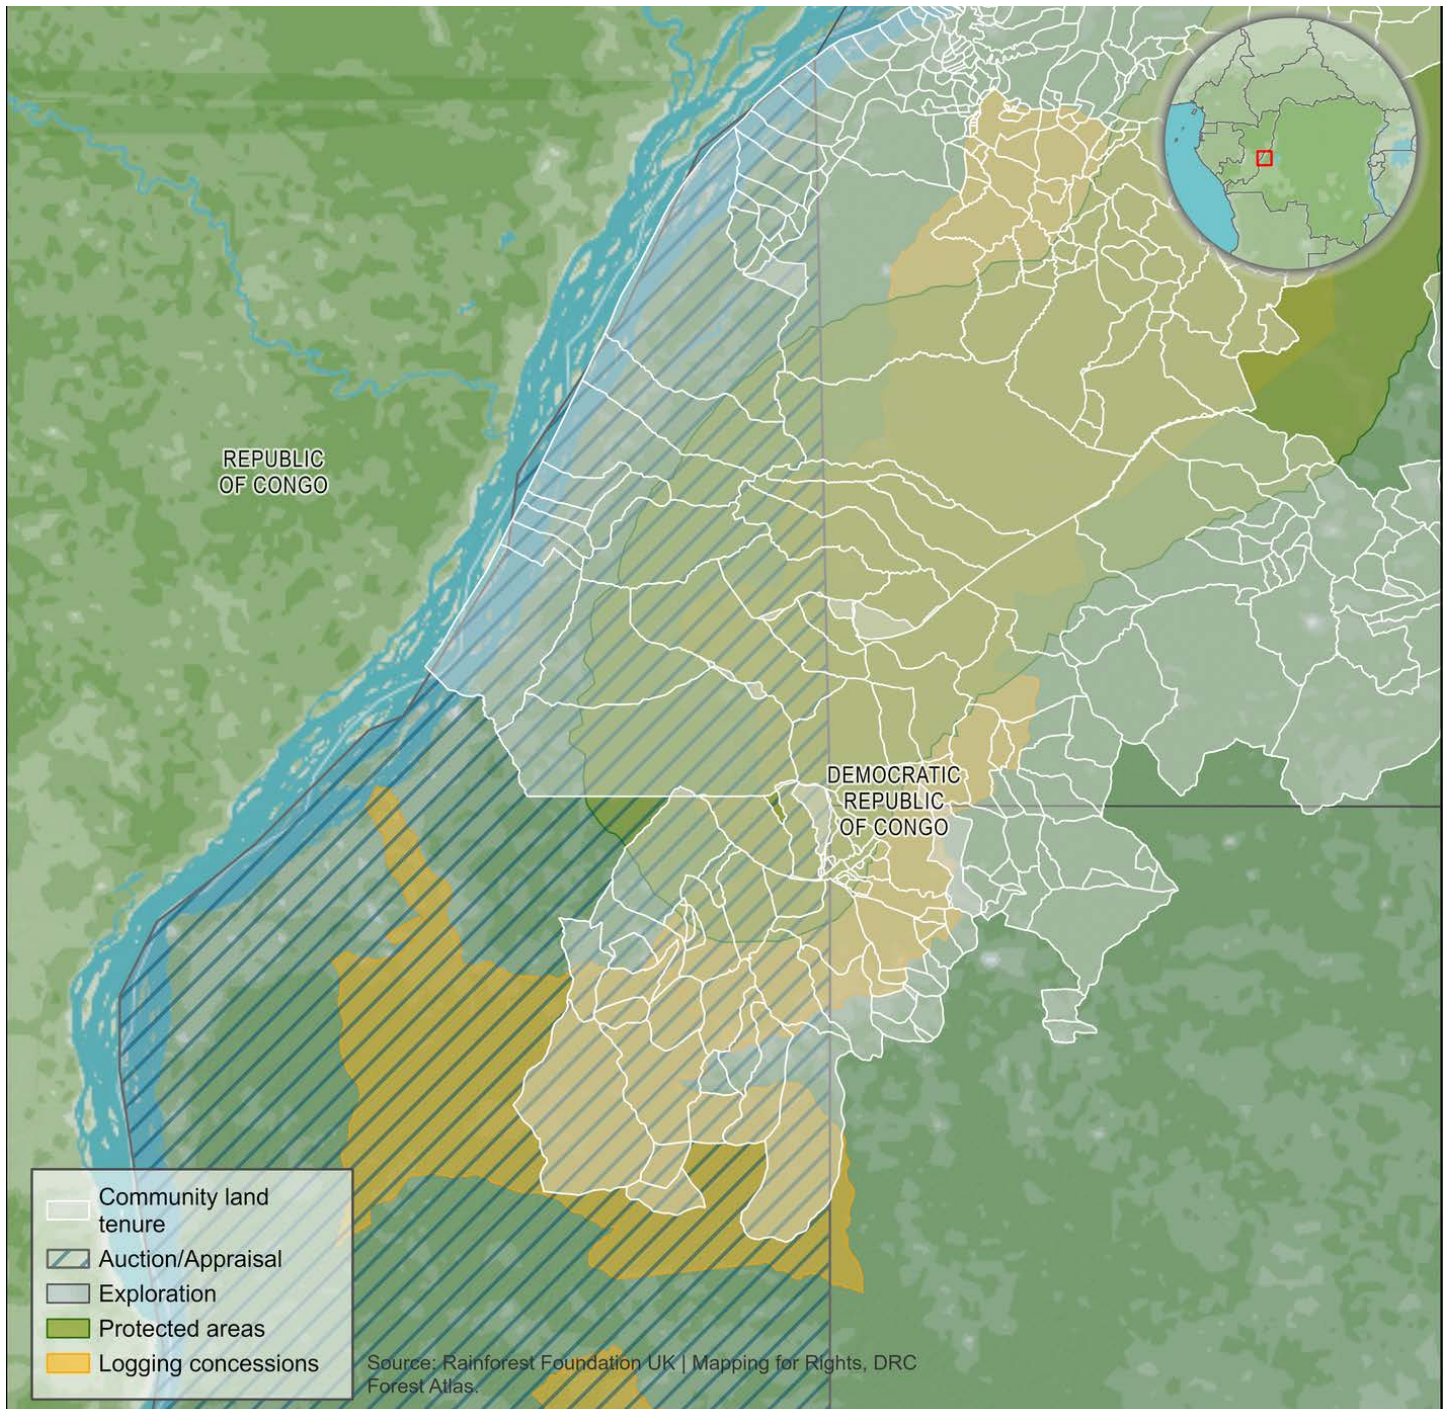 REPUBLIC
OF CONGO
DEMOCRATIC
REPUBLIC
OF CONGO
Community land
tenure
Auction/Appraisal
Exploration
Protected areas
Logging concessions
Source: Rainforest Foundation UK | Mapping for Rights, DRC
Forest Atlas.